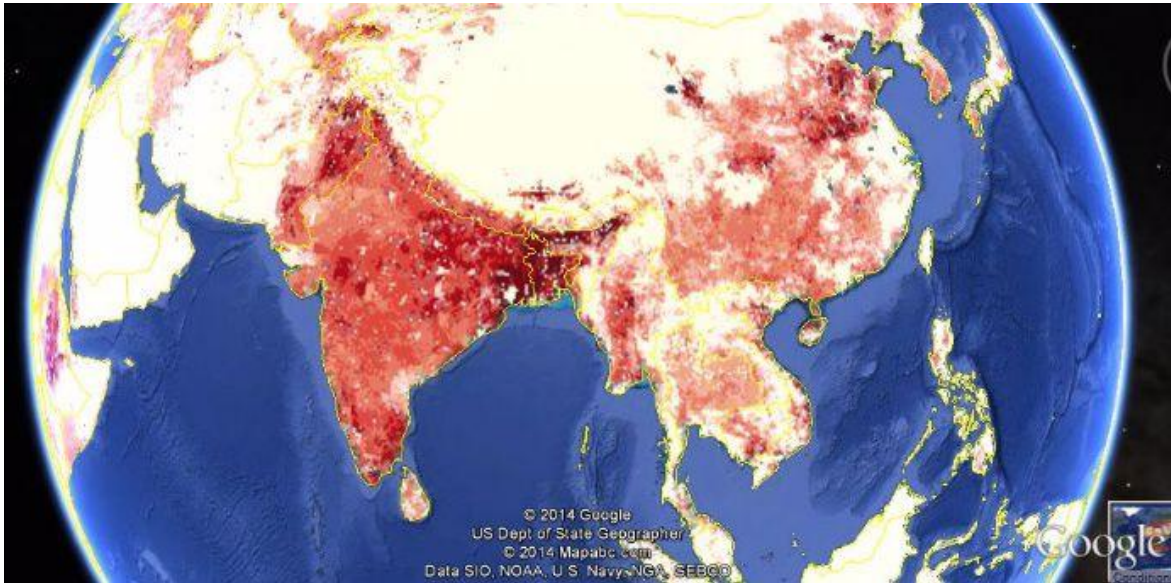 © 2014 Google
US Dept of State Geographer
© 2014 Mapabc.com
Data SIO, NOAA, U.S. Navy, NGA, GEBCO
Google